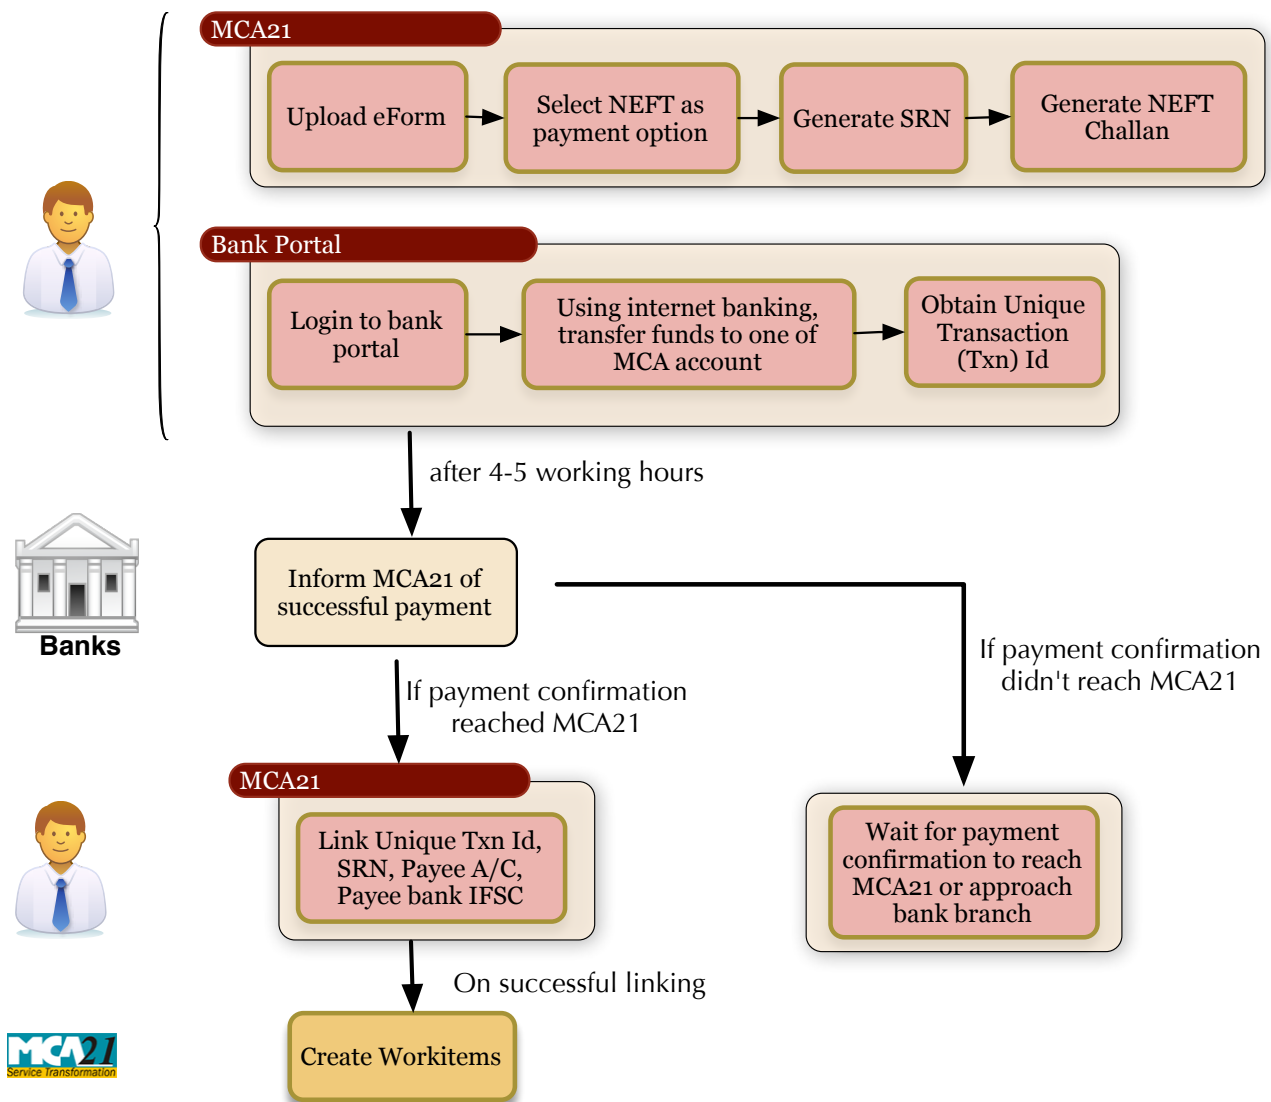 MCA21
Upload eForm
Select NEFT as
payment option
Generate SRN
Generate NEFT
Challan
Bank Portal
Login to bank
portal
Using internet banking,
transfer funds to one of
MCA account
Obtain Unique
Transaction
(Txn) Id
after 4-5 working hours
Banks
Inform MCA21 of
successful payment
If payment confirmation
didn't reach MCA21
If payment confirmation
reached MCA21
MCA21
Link Unique Txn Id,
SRN, Payee A/C,
Payee bank IFSC
Wait for payment
confirmation to reach
MCA21 or approach
bank branch
On successful linking
MCA21
Service Transformation
Create Workitems